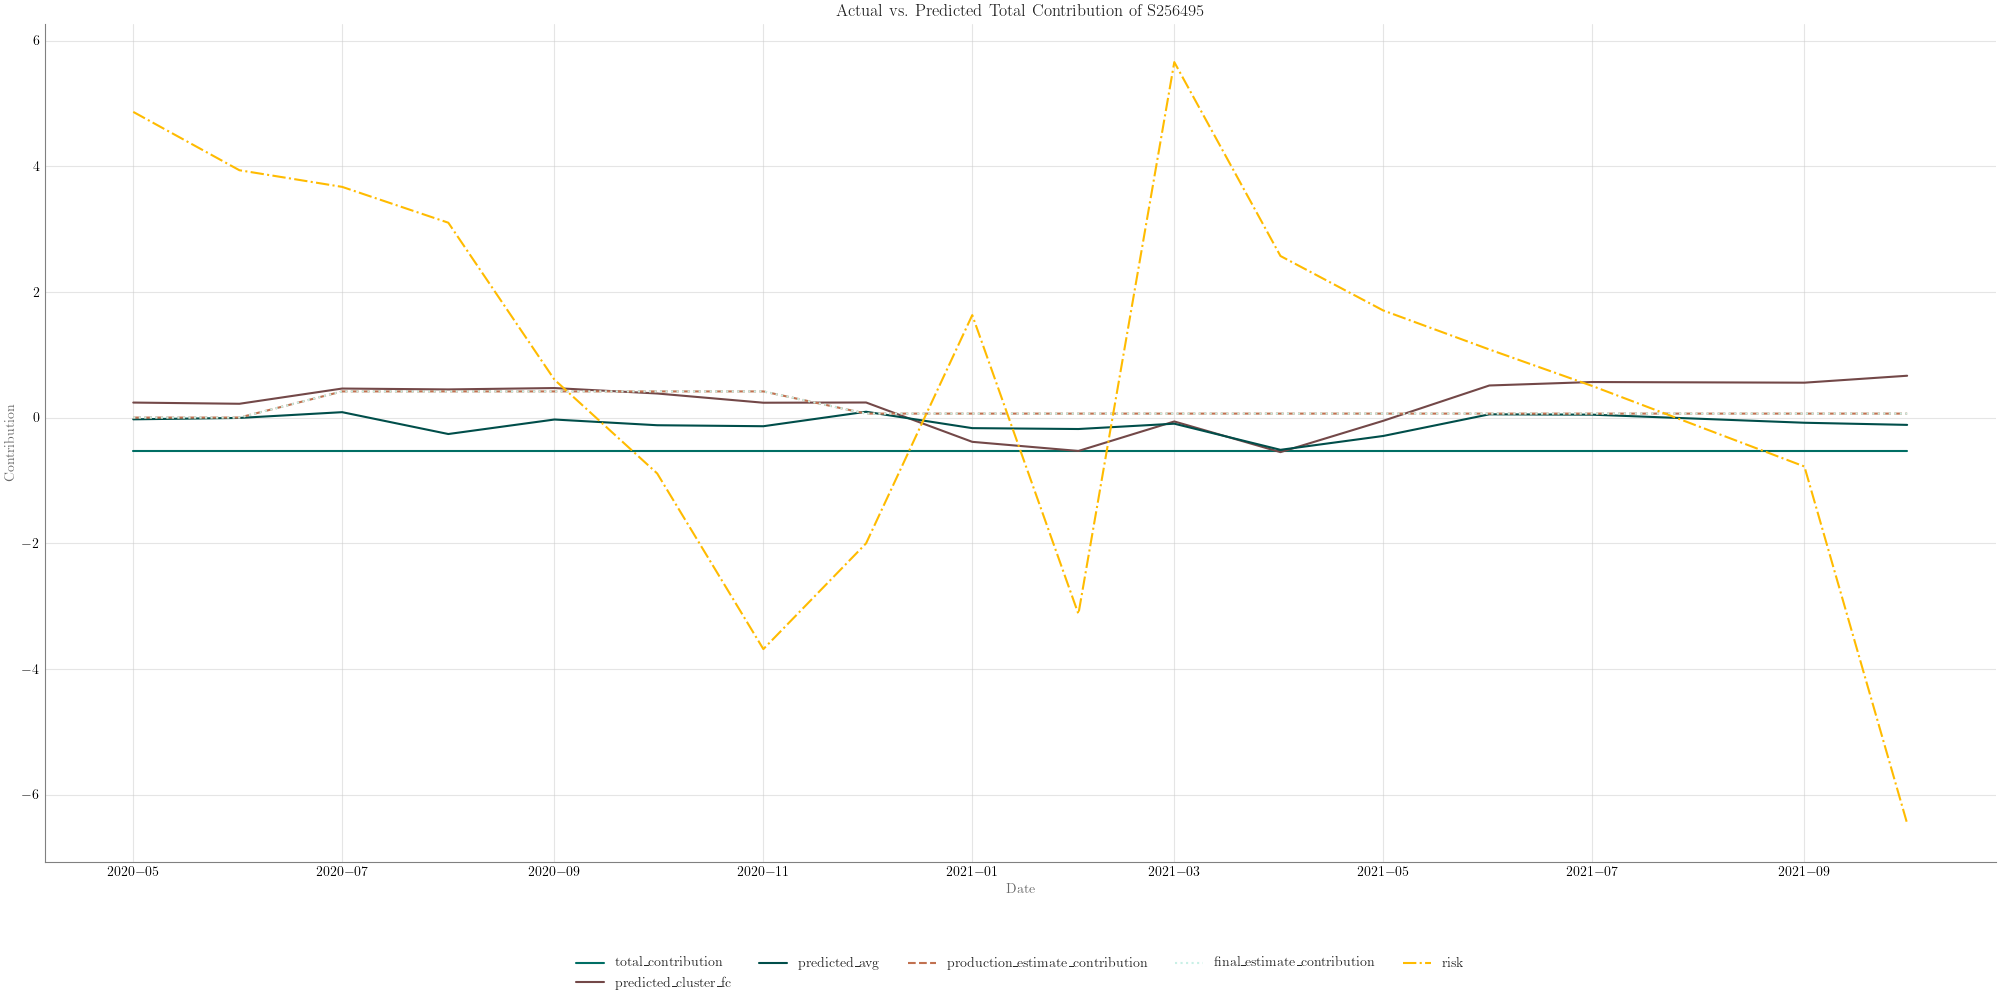 Actual vs. Predicted Total Contribution of S256495
6
4
2
0
−2
−4
−6
Contribution
2020−05 2020−07 2020−09 2020−11 2021−01 2021−03 2021−05 2021−07 2021−09
Date
total_contribution predicted_avg production_estimate_contribution final_estimate_contribution risk
predicted_cluster_fc